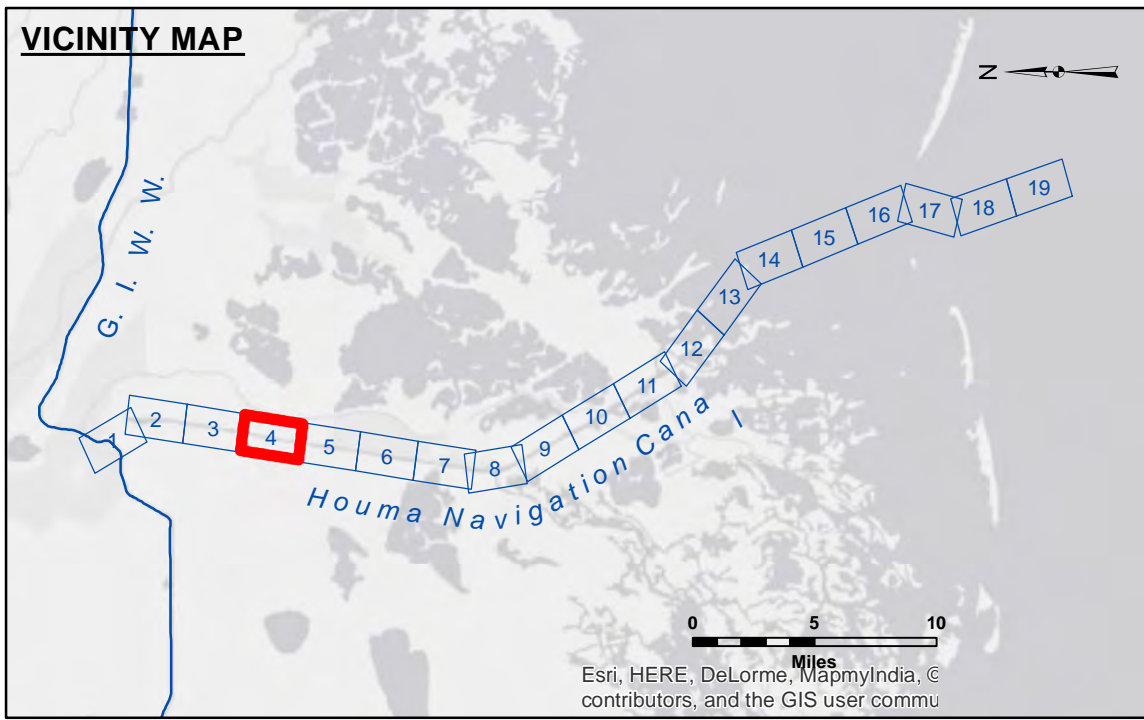 VICINITY MAP
N
G. I. W. W.
1
2
3
4
5
6
7
8
9
10
11
12
13
14
15
16
17
18
19
Houma Navigation Canal
0 5 10
Miles
Esri, HERE, DeLorme, MapmyIndia, ©
contributors, and the GIS user commu